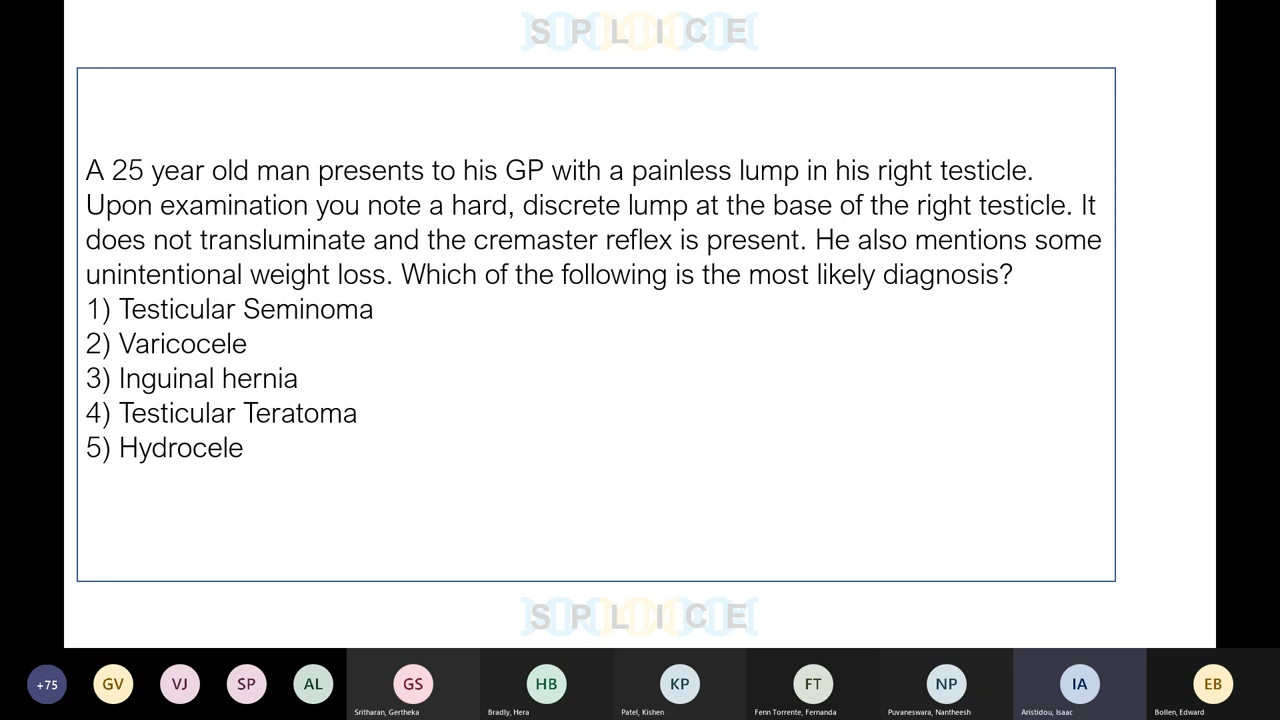 S P L I C E
A 25 year old man presents to his GP with a painless lump in his right testicle.
Upon examination you note a hard, discrete lump at the base of the right testicle. It
does not transluminate and the cremaster reflex is present. He also mentions some
unintentional weight loss. Which of the following is the most likely diagnosis?
1) Testicular Seminoma
2) Varicocele
3) Inguinal hernia
4) Testicular Teratoma
5) Hydrocele
S P L I C E
+75 GV VJ SP AL GS HB KP FT NP IA EB
Sritharan, Gertheka Bradly, Hera Patel, Kishen Fenn Torrente, Fernanda Puvaneswara, Nantheesh Aristidou, Isaac Bollen, Edward